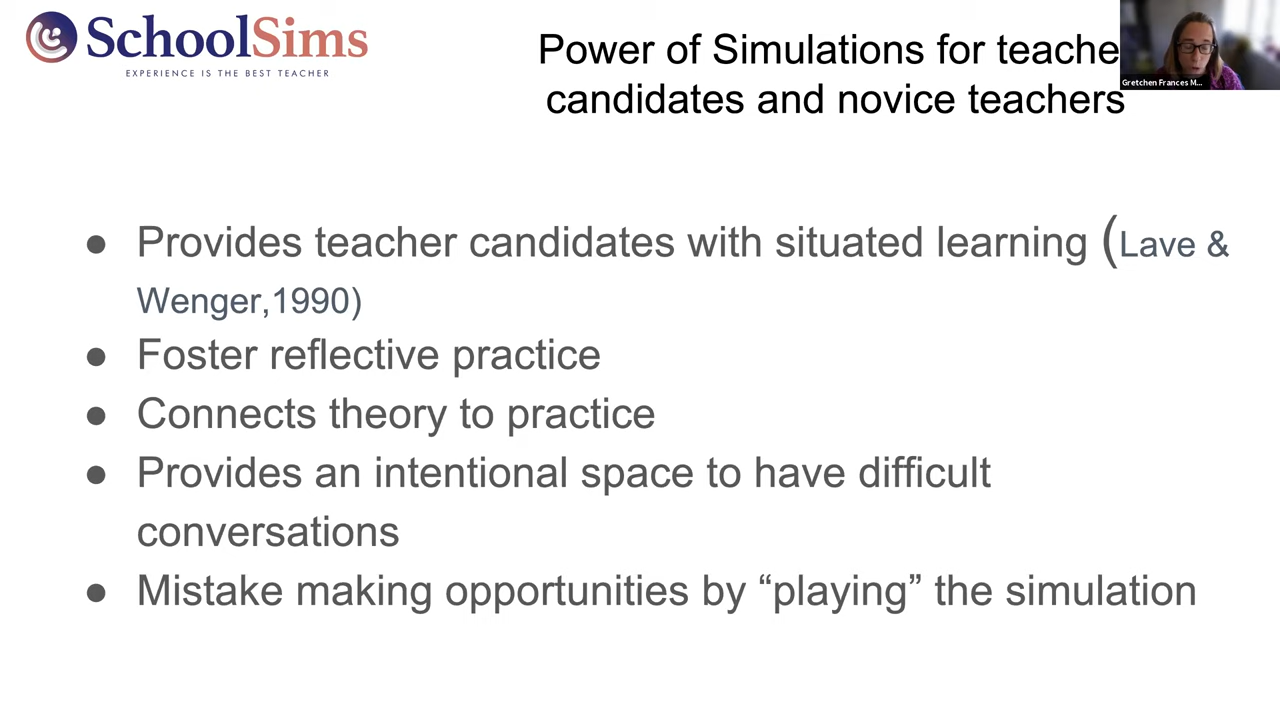 SchoolSims
EXPERIENCE IS THE BEST TEACHER
Power of Simulations for teache
candidates and novice teachers
Gretchen Frances M...
● Provides teacher candidates with situated learning (Lave &
Wenger,1990)
● Foster reflective practice
● Connects theory to practice
● Provides an intentional space to have difficult
conversations
● Mistake making opportunities by “playing” the simulation